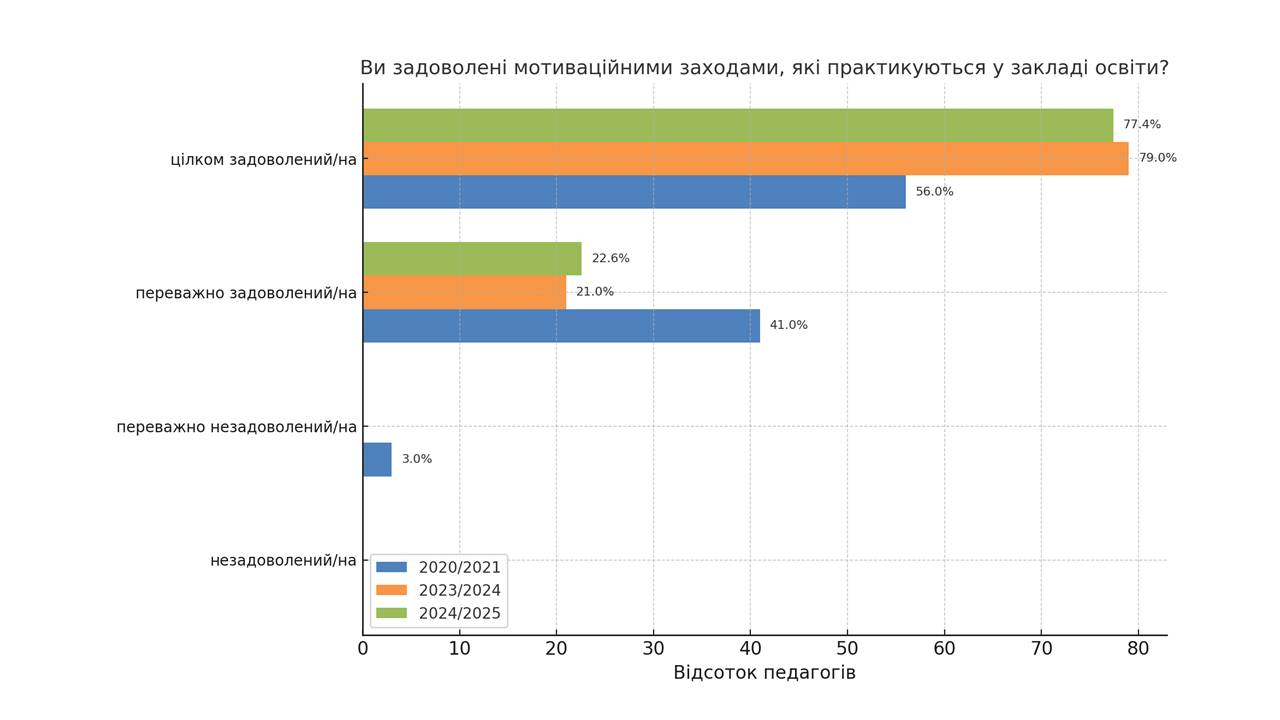 Ви задоволені мотиваційними заходами, які практикуються у закладі освіти?
77.4%
цілком задоволений/на
79.0%
56.0%
22.6%
переважно задоволений/на
21.0%
41.0%
переважно незадоволений/на
3.0%
незадоволений/на
2020/2021
2023/2024
2024/2025
0 10 20 30 40 50 60 70 80
Відсоток педагогів